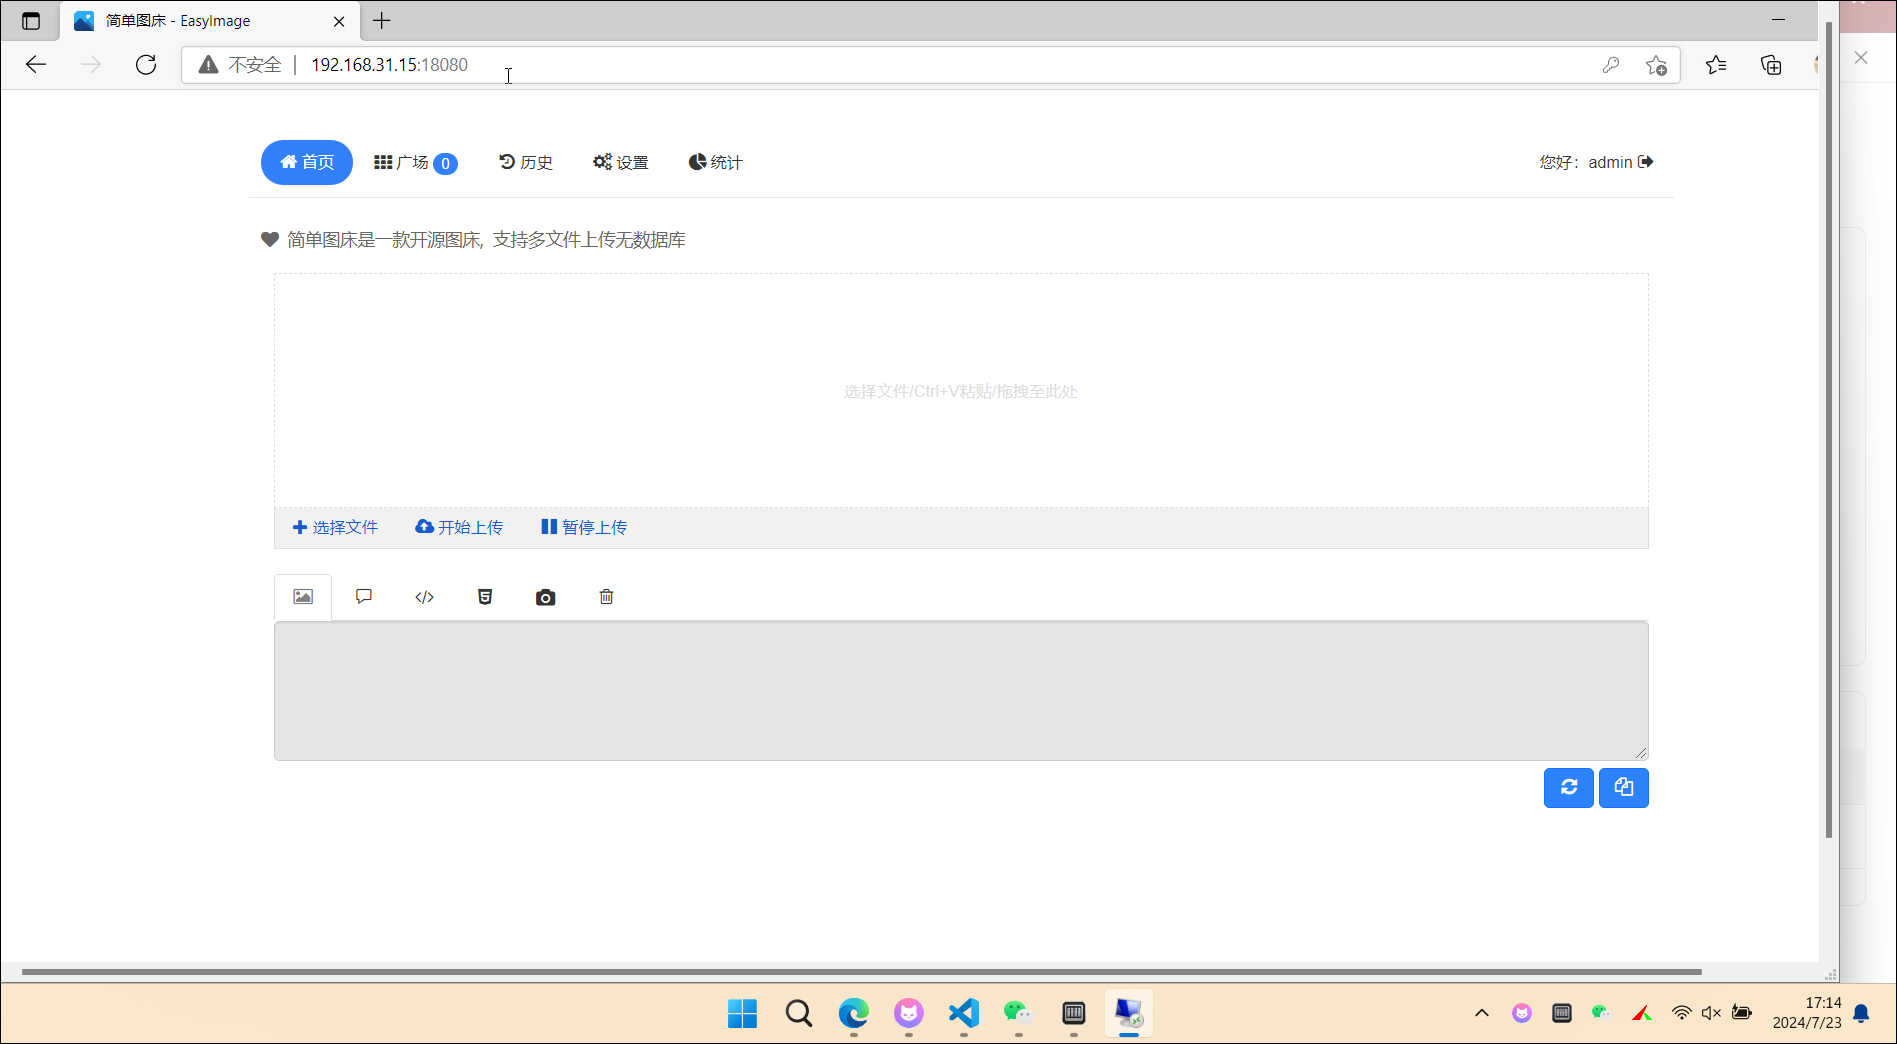 简单图床 - EasyImage
不安全 192.168.31.15:18080
首页 广场 0 历史 设置 统计 您好：admin
简单图床是一款开源图床, 支持多文件上传无数据库
选择文件/Ctrl+V粘贴/拖拽至此处
选择文件 开始上传 暂停上传
17:14
2024/7/23